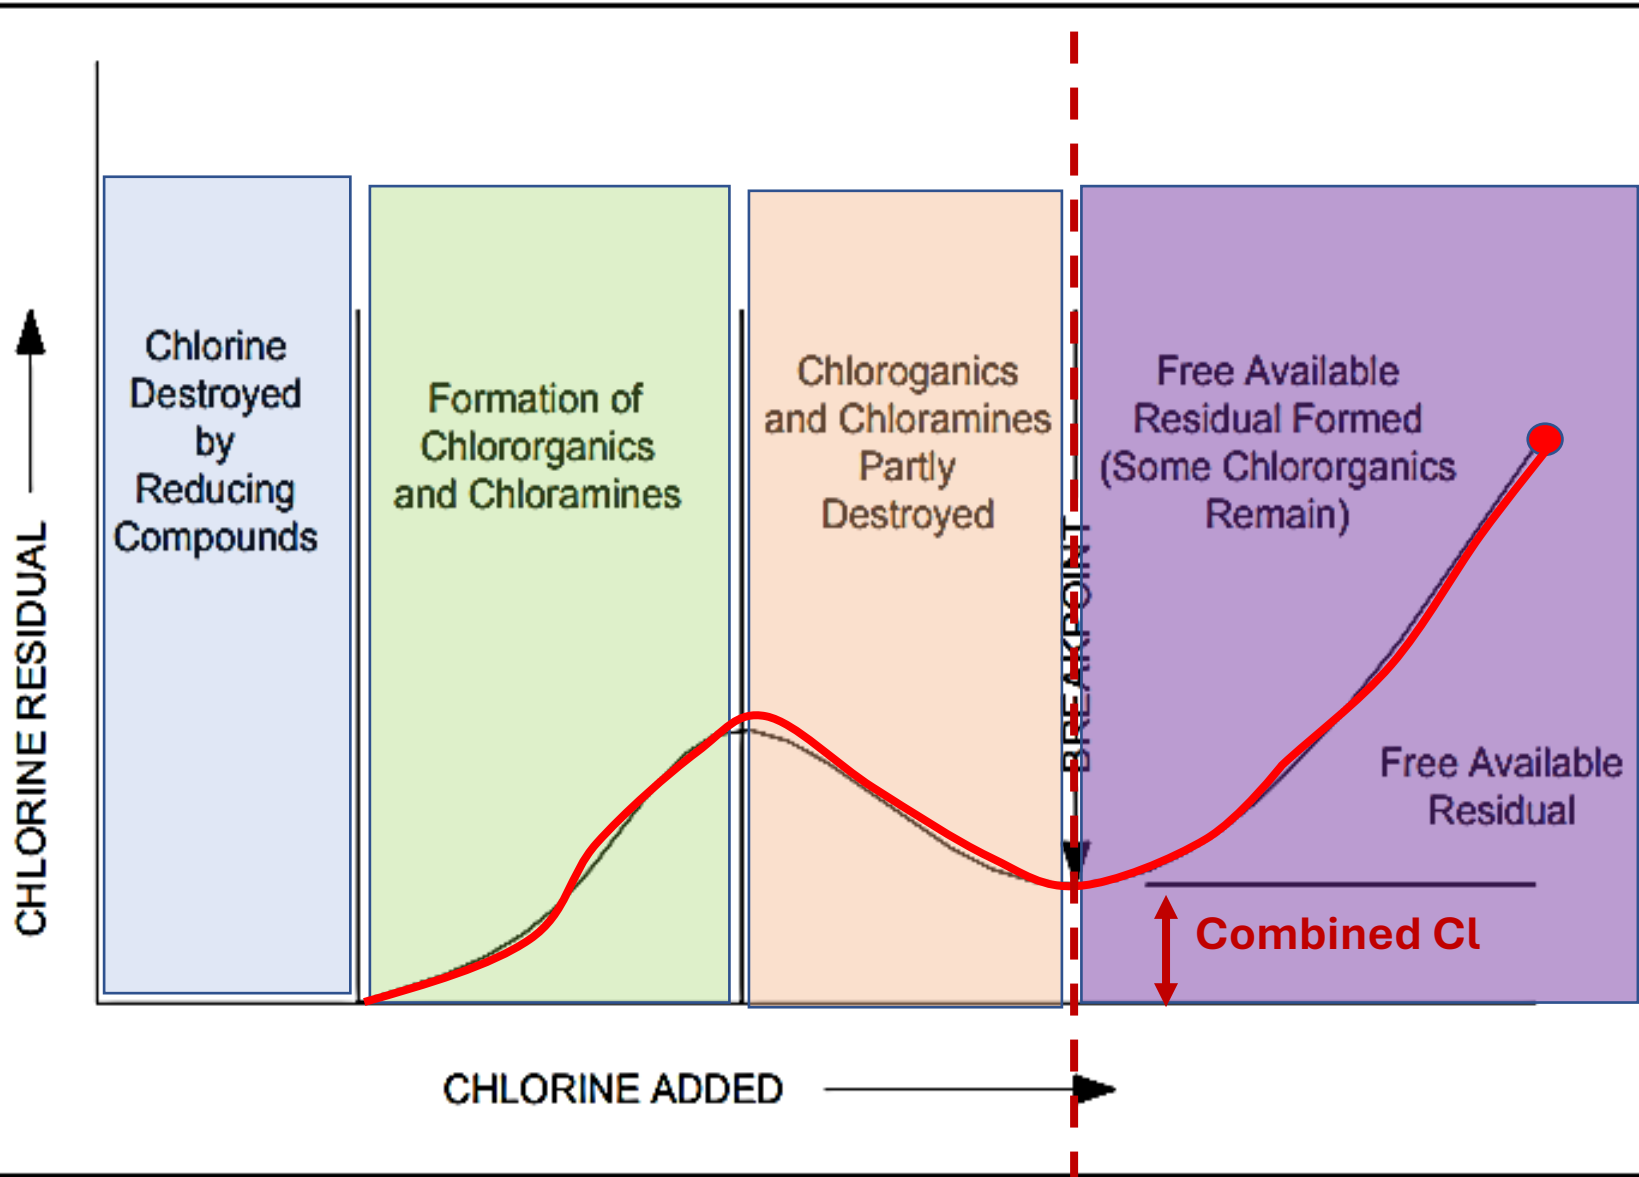 Chlorine
Destroyed
by
Reducing
Compounds
Formation of
Chlororganics
and Chloramines
Chloroganics
and Chloramines
Partly
Destroyed
Free Available
Residual Formed
(Some Chlororganics
Remain)
BREAKPOINT
Free Available
Residual
Combined Cl
CHLORINE RESIDUAL
CHLORINE ADDED